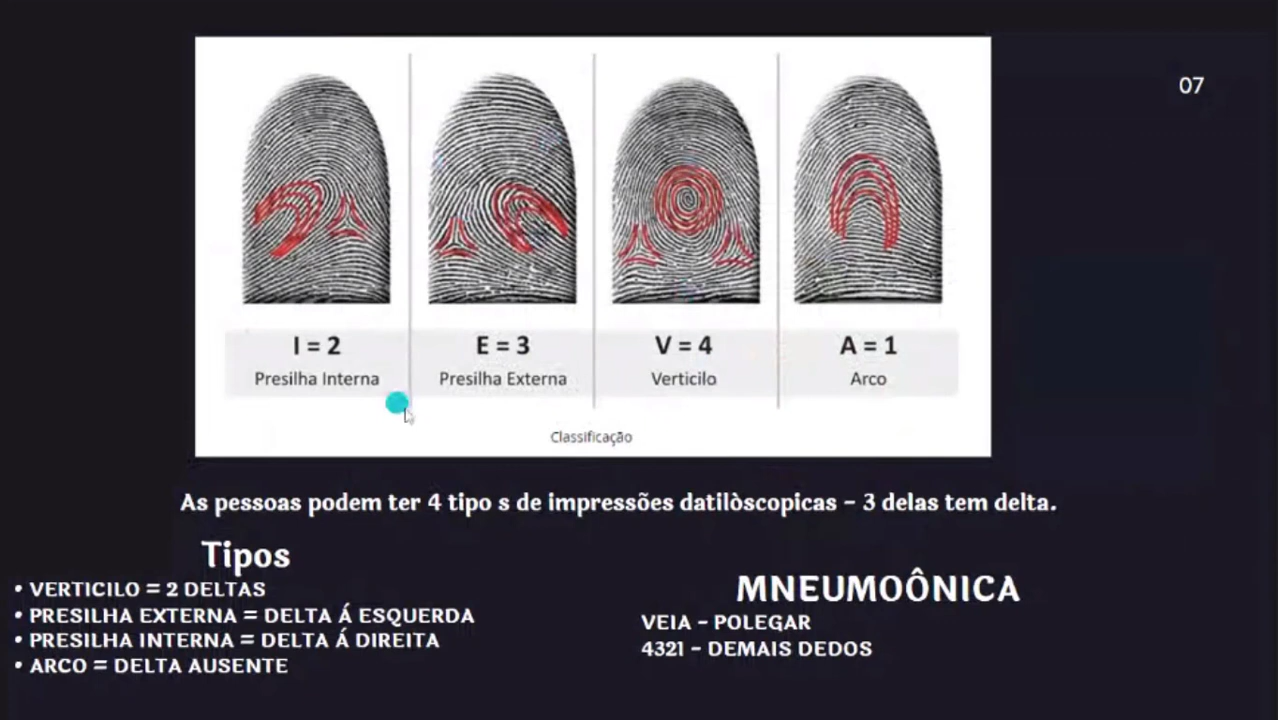 07
I = 2
Presilha Interna
E = 3
Presilha Externa
V = 4
Verticilo
A = 1
Arco
Classificação
As pessoas podem ter 4 tipo s de impressões datilòscopicas - 3 delas tem delta.
Tipos
• VERTICILO = 2 DELTAS
• PRESILHA EXTERNA = DELTA Á ESQUERDA
• PRESILHA INTERNA = DELTA Á DIREITA
• ARCO = DELTA AUSENTE
MNEUMOÔNICA
VEIA - POLEGAR
4321 - DEMAIS DEDOS